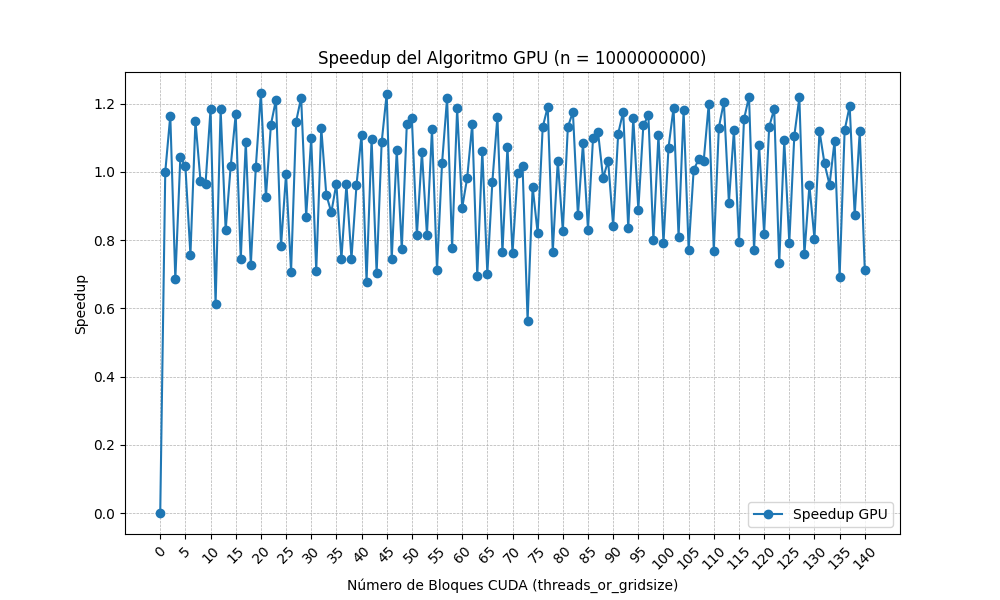 Speedup del Algoritmo GPU (n = 1000000000)
1.2
1.0
0.8
0.6
0.4
0.2
0.0
Speedup
Speedup GPU
0 5 10 15 20 25 30 35 40 45 50 55 60 65 70 75 80 85 90 95 100 105 110 115 120 125 130 135 140
Número de Bloques CUDA (threads_or_gridsize)